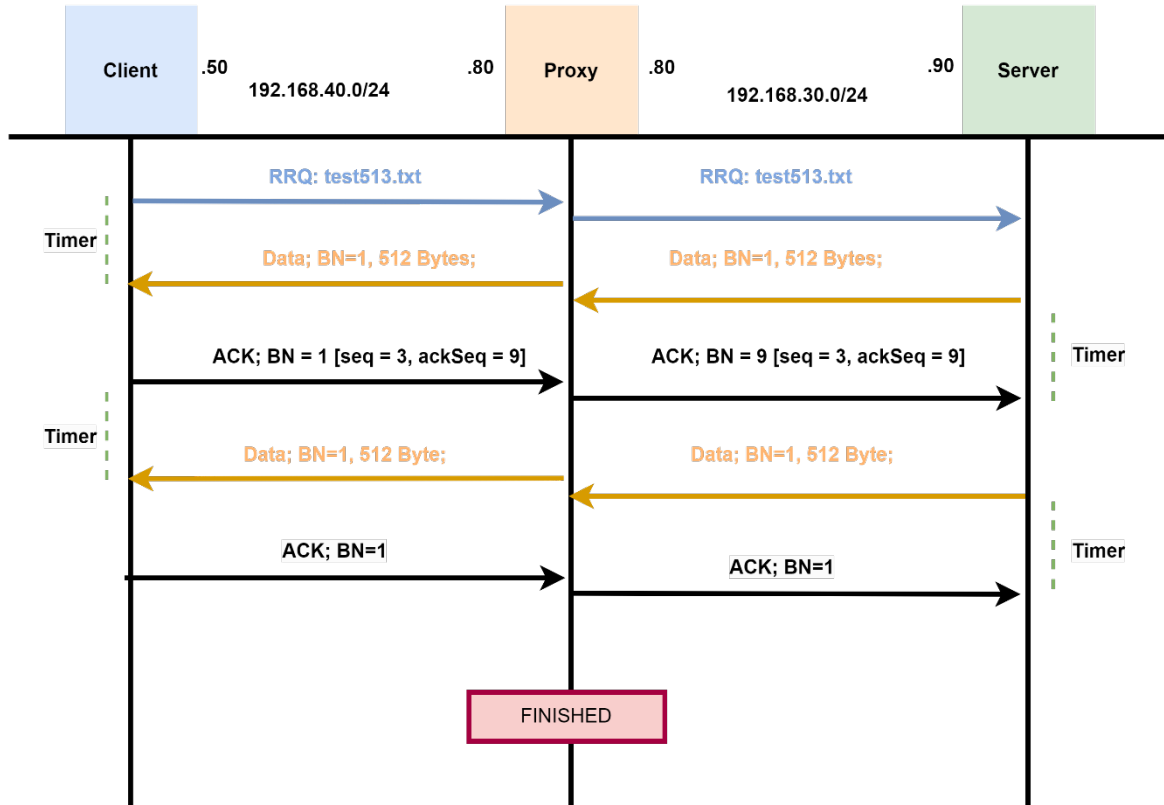 Client
.50
192.168.40.0/24
.80
Proxy
.80
192.168.30.0/24
.90
Server
RRQ: test513.txt
RRQ: test513.txt
Timer
Data; BN=1, 512 Bytes;
Data; BN=1, 512 Bytes;
ACK; BN = 1 [seq = 3, ackSeq = 9]
ACK; BN = 9 [seq = 3, ackSeq = 9]
Timer
Timer
Data; BN=1, 512 Byte;
Data; BN=1, 512 Byte;
ACK; BN=1
ACK; BN=1
Timer
FINISHED